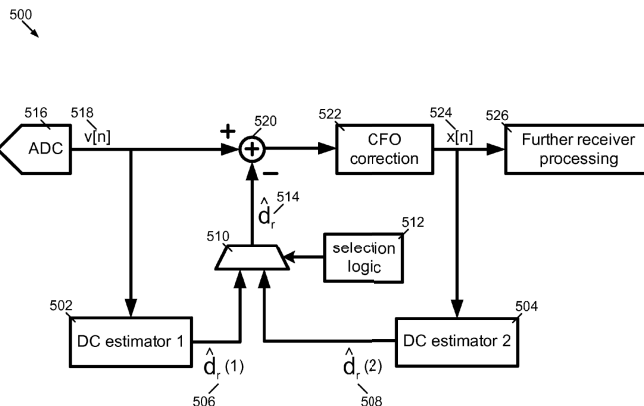 500
516
518
ADC
v[n]
+
520
+
−
522
CFO
correction
524
x[n]
526
Further receiver
processing
d̂r
514
510
512
selection
logic
502
DC estimator 1
504
DC estimator 2
d̂r (1)
506
d̂r (2)
508